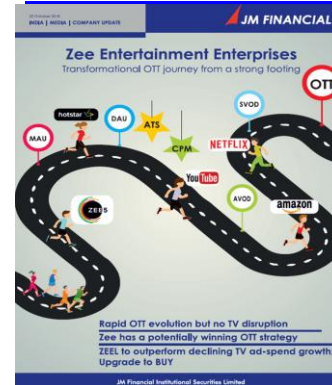 JM FINANCIAL
INDIA | MEDIA | COMPANY UPDATE
Zee Entertainment Enterprises
Transformational OTT journey from a strong footing
OTT
hotstar
DAU
ATS
SVOD
MAU
CPM
NETFLIX
YouTube
ZEE5
AVOD
amazon
Rapid OTT evolution but no TV disruption
Zee has a potentially winning OTT strategy
ZEEL to outperform declining TV ad-spend growth;
Upgrade to BUY
JM Financial Institutional Securities Limited